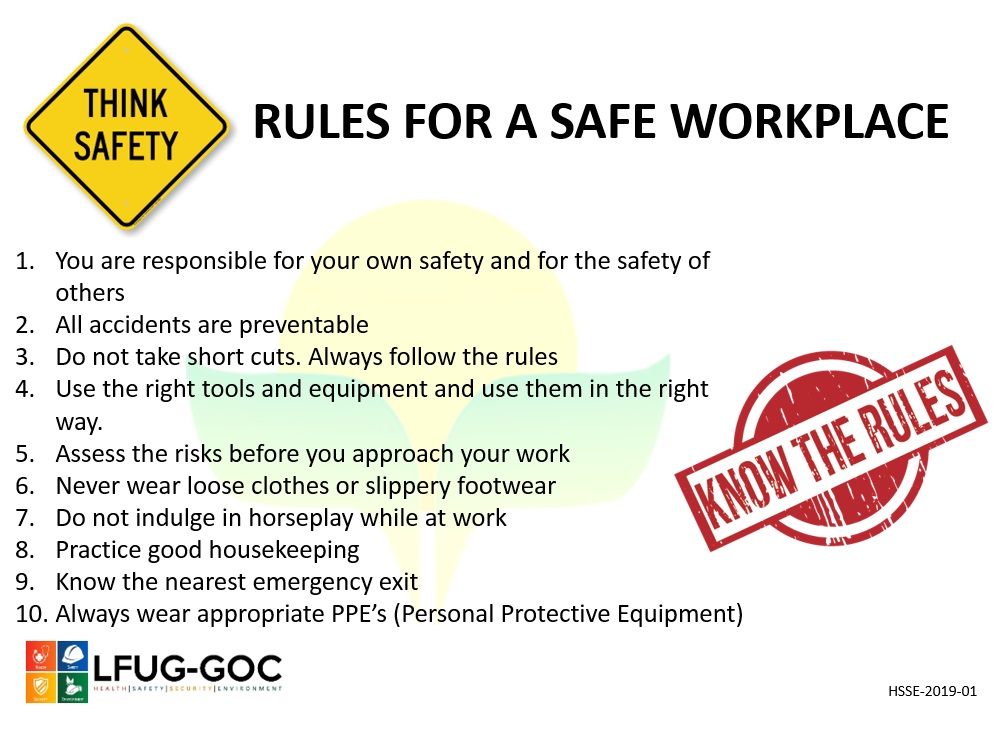 THINK
SAFETY
RULES FOR A SAFE WORKPLACE
1. You are responsible for your own safety and for the safety of
others
2. All accidents are preventable
3. Do not take short cuts. Always follow the rules
4. Use the right tools and equipment and use them in the right
way.
5. Assess the risks before you approach your work
6. Never wear loose clothes or slippery footwear
7. Do not indulge in horseplay while at work
8. Practice good housekeeping
9. Know the nearest emergency exit
10. Always wear appropriate PPE’s (Personal Protective Equipment)
KNOW THE RULES
LFUG-GOC
HEALTH|SAFETY|SECURITY|ENVIRONMENT
HSSE-2019-01